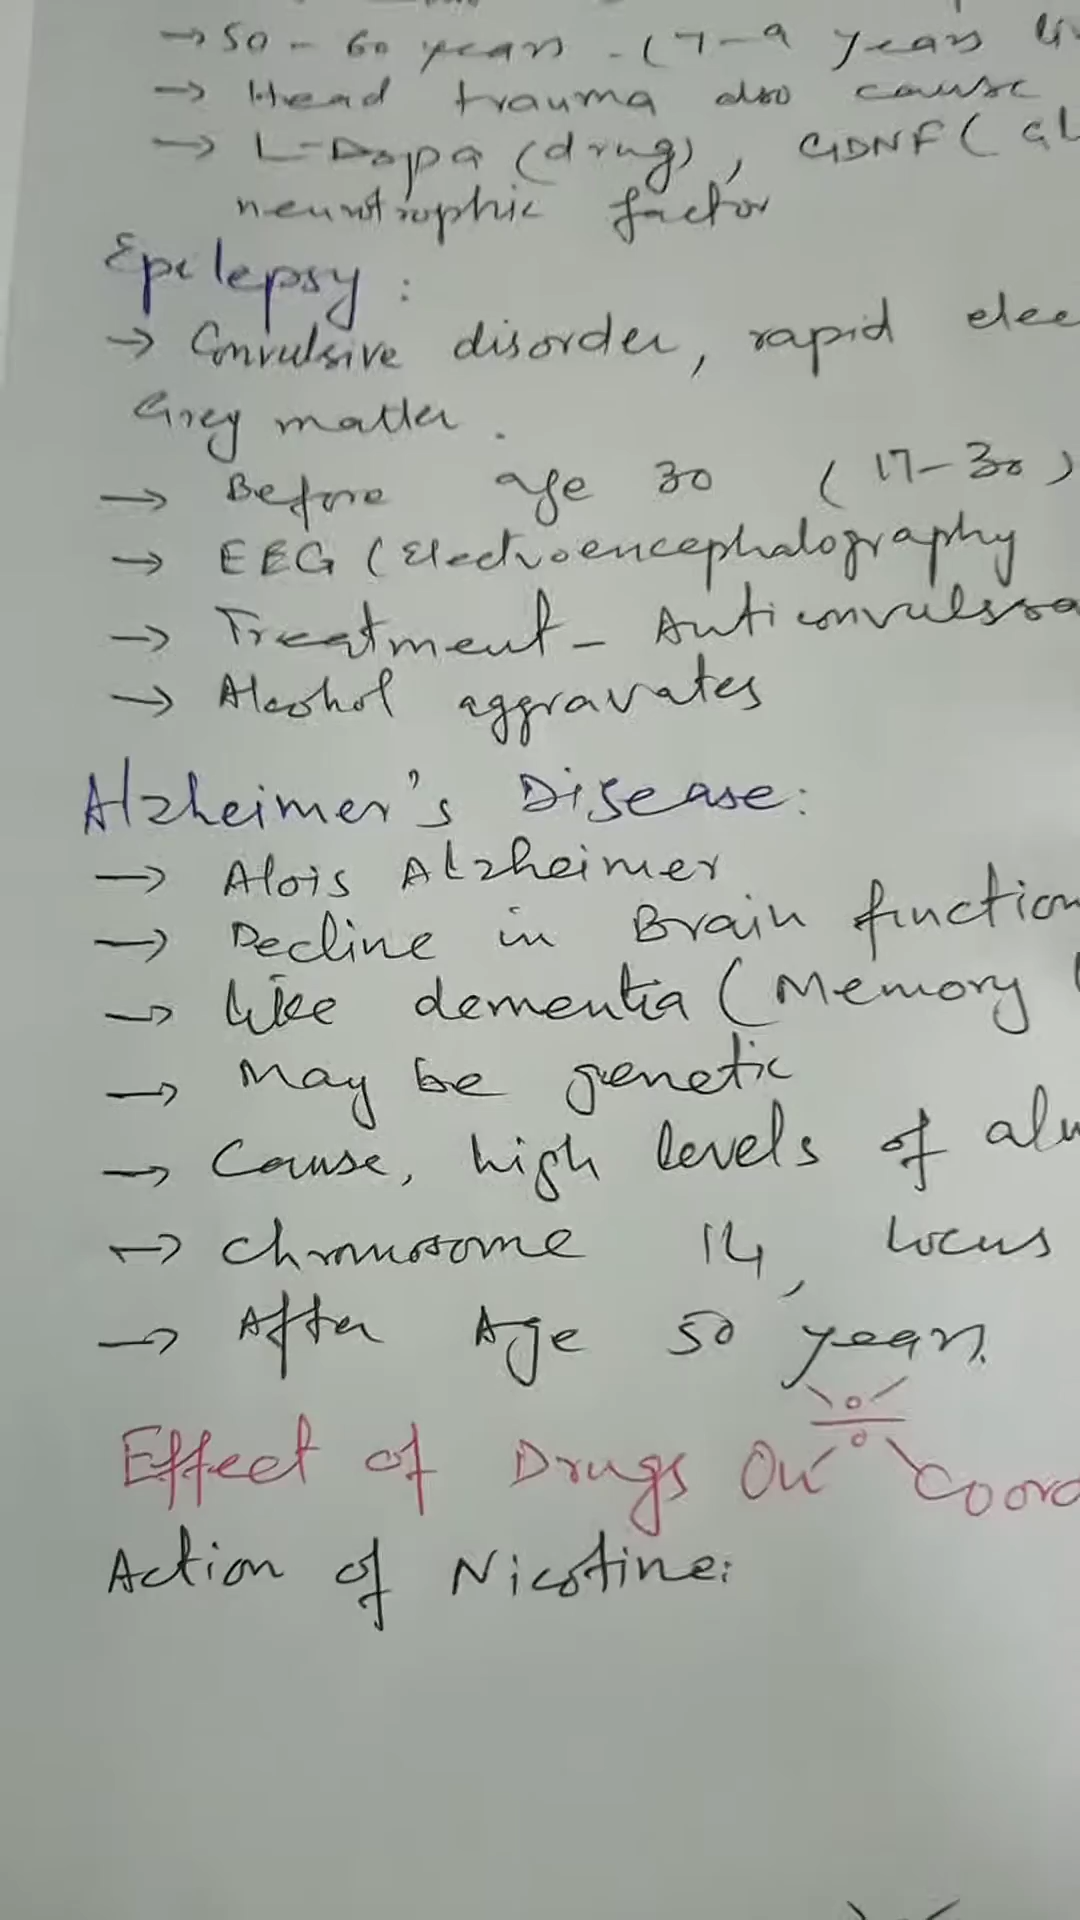 → 50 - 60 years - (7-9 years
→ Head trauma also cause
→ L-Dopa (drug), GDNF (
neurotrophic factor
Epilepsy :
→ Convulsive disorder, rapid elec
Grey matter .
→ Before age 30 (17-30)
→ EEG (Electroencephalography
→ Treatment - Anticonvulsa
→ Alcohol aggravates
Alzheimer's Disease:
→ Alois Alzheimer
→ Decline in Brain function
→ like dementia (Memory
→ May be genetic
→ Cause, high levels of alu
→ chromosome 14, locus
→ After Age 50 years.
Effect of Drugs On Coord
Action of Nicotine: